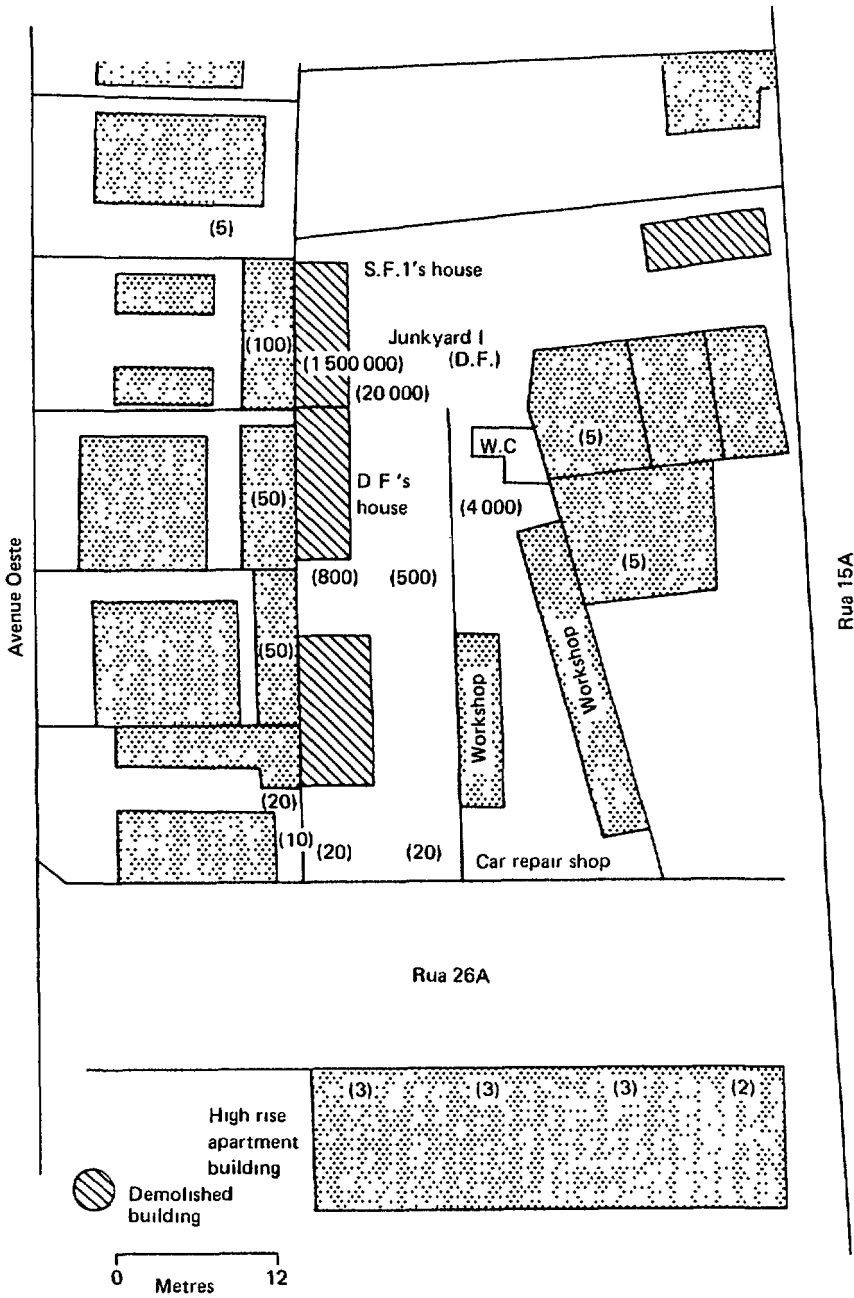 (5)
S.F.1's house
Junkyard I
(D.F.)
(100)
(1 500 000)
(20 000)
(5)
W.C
D F 's
house
(50)
(4 000)
(5)
(800)
(500)
Avenue Oeste
Rua 15A
Workshop
(50)
Workshop
(20)
(10)
(20)
(20)
Car repair shop
Rua 26A
(3)
(3)
(3)
(2)
High rise
apartment
building
Demolished
building
0
12
Metres